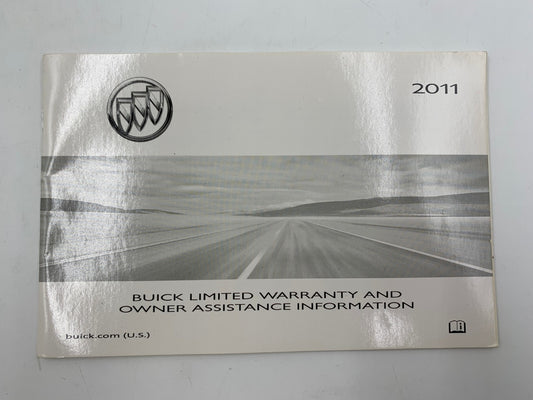 2011
BUICK LIMITED WARRANTY AND
OWNER ASSISTANCE INFORMATION
buick.com (U.S.)